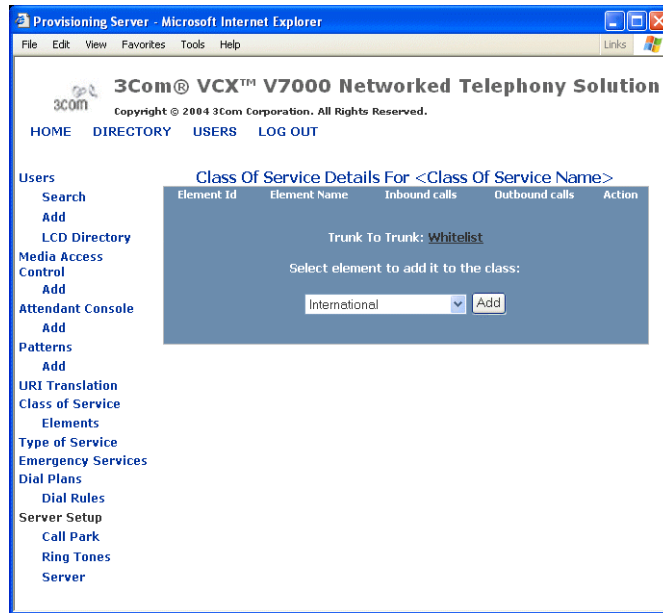 Provisioning Server - Microsoft Internet Explorer
File Edit View Favorites Tools Help Links
3Com
3Com® VCX™ V7000 Networked Telephony Solution
Copyright © 2004 3Com Corporation. All Rights Reserved.
HOME DIRECTORY USERS LOG OUT
Users
Search
Add
LCD Directory
Media Access
Control
Add
Attendant Console
Add
Patterns
Add
URI Translation
Class of Service
Elements
Type of Service
Emergency Services
Dial Plans
Dial Rules
Server Setup
Call Park
Ring Tones
Server
Class Of Service Details For <Class Of Service Name>
Element Id Element Name Inbound calls Outbound calls Action
Trunk To Trunk: Whitelist
Select element to add it to the class:
International Add